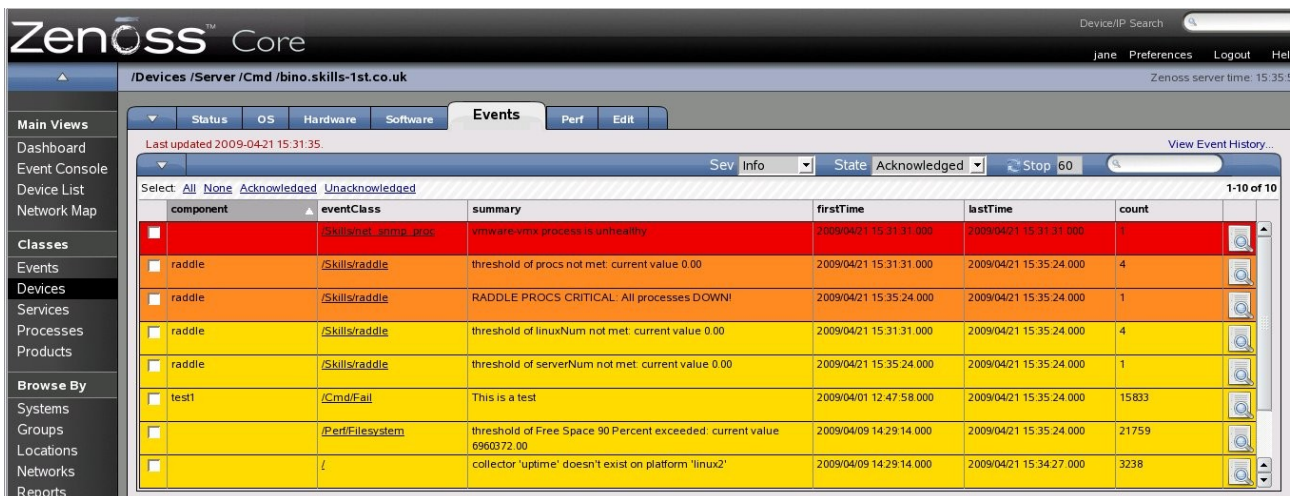 Zenoss™ Core
Device/IP Search
jane Preferences Logout Hel
/Devices /Server /Cmd /bino.skills-1st.co.uk
Zenoss server time: 15:35:5
Main Views
Dashboard
Event Console
Device List
Network Map
Classes
Events
Devices
Services
Processes
Products
Browse By
Systems
Groups
Locations
Networks
Reports
Status OS Hardware Software Events Perf Edit
Last updated 2009-04-21 15:31:35.
View Event History...
Sev Info State Acknowledged Stop 60
Select: All None Acknowledged Unacknowledged
1-10 of 10
component eventClass summary firstTime lastTime count
/Skills/net_snmp_proc vmware-vmx process is unhealthy 2009/04/21 15:31:31.000 2009/04/21 15:31:31.000 1
raddle /Skills/raddle threshold of procs not met: current value 0.00 2009/04/21 15:31:31.000 2009/04/21 15:35:24.000 4
raddle /Skills/raddle RADDLE PROCS CRITICAL: All processes DOWN! 2009/04/21 15:35:24.000 2009/04/21 15:35:24.000 1
raddle /Skills/raddle threshold of linuxNum not met: current value 0.00 2009/04/21 15:31:31.000 2009/04/21 15:35:24.000 4
raddle /Skills/raddle threshold of serverNum not met: current value 0.00 2009/04/21 15:35:24.000 2009/04/21 15:35:24.000 1
test1 /Cmd/Fail This is a test 2009/04/01 12:47:58.000 2009/04/21 15:35:24.000 15833
/Perf/Filesystem threshold of Free Space 90 Percent exceeded: current value 2009/04/09 14:29:14.000 2009/04/21 15:35:24.000 21759
6960372.00
/ collector 'uptime' doesn't exist on platform 'linux2' 2009/04/09 14:29:14.000 2009/04/21 15:34:27.000 3238